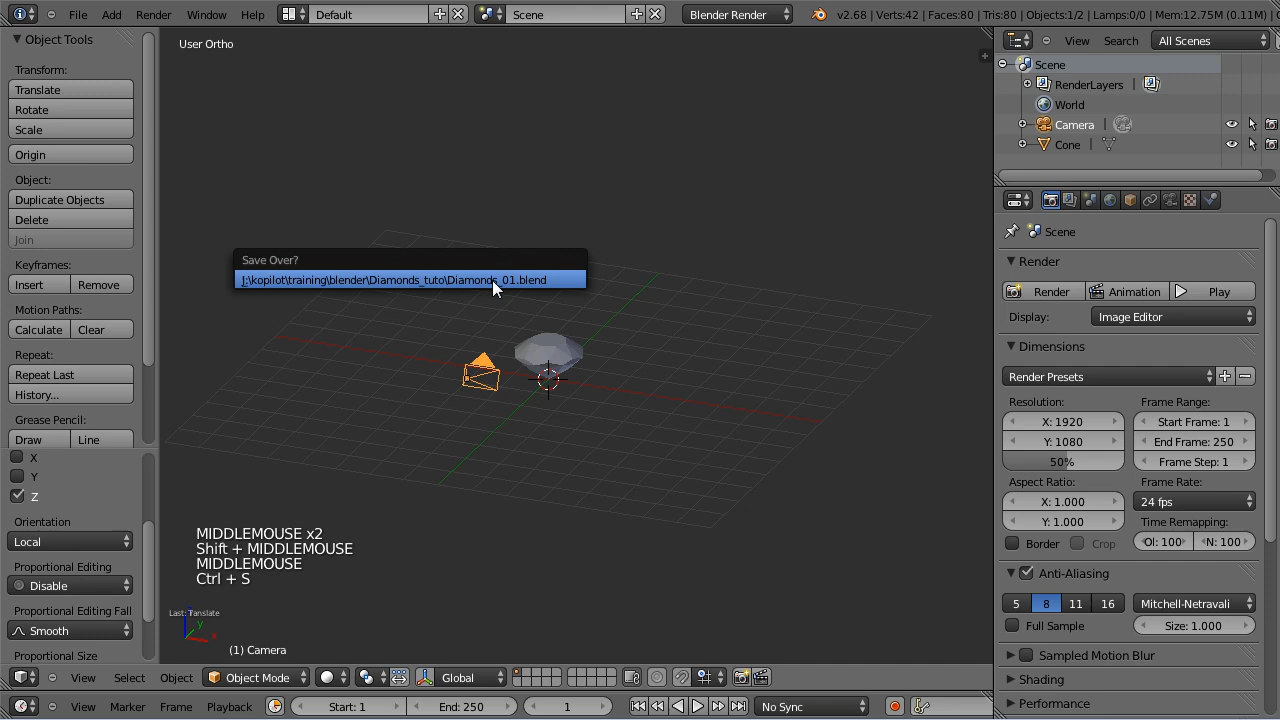 File Add Render Window Help Default Scene Blender Render v2.68 | Verts:42 | Faces:80 | Tris:80 | Objects:1/2 | Lamps:0/0 | Mem:12.75M (0.11M) |
Object Tools
Transform:
Translate
Rotate
Scale
Origin
Object:
Duplicate Objects
Delete
Join
Keyframes:
Insert Remove
Motion Paths:
Calculate Clear
Repeat:
Repeat Last
History...
Grease Pencil:
Draw Line
X
Y
Z
Orientation
Local
Proportional Editing
Disable
Proportional Editing Fall
Smooth
Proportional Size
User Ortho
Save Over?
J:\kopilot\training\blender\Diamonds_tuto\Diamonds_01.blend
MIDDLEMOUSE x2
Shift + MIDDLEMOUSE
MIDDLEMOUSE
Ctrl + S
Last: Translate
y
x
(1) Camera
View Select Object Object Mode Global
View Marker Frame Playback Start: 1 End: 250 1 No Sync
View Search All Scenes
Scene
RenderLayers |
World
Camera |
Cone |
Scene
Render
Render Animation Play
Display: Image Editor
Dimensions
Render Presets
Resolution: Frame Range:
X: 1920 Start Frame: 1
Y: 1080 End Frame: 250
50% Frame Step: 1
Aspect Ratio: Frame Rate:
X: 1.000 24 fps
Y: 1.000 Time Remapping:
Border Crop Ol: 100 N: 100
Anti-Aliasing
5 8 11 16 Mitchell-Netravali
Full Sample Size: 1.000
Sampled Motion Blur
Shading
Performance